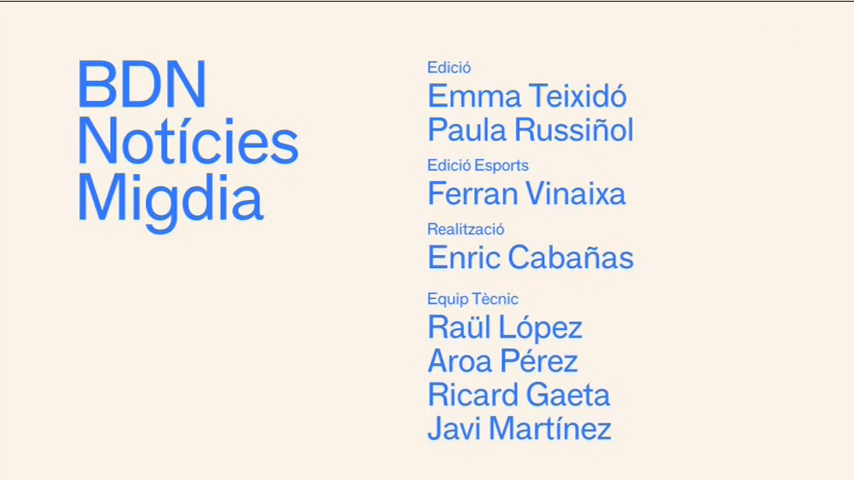 BDN
Notícies
Migdia
Edició
Emma Teixidó
Paula Russiñol
Edició Esports
Ferran Vinaixa
Realització
Enric Cabañas
Equip Tècnic
Raül López
Aroa Pérez
Ricard Gaeta
Javi Martínez